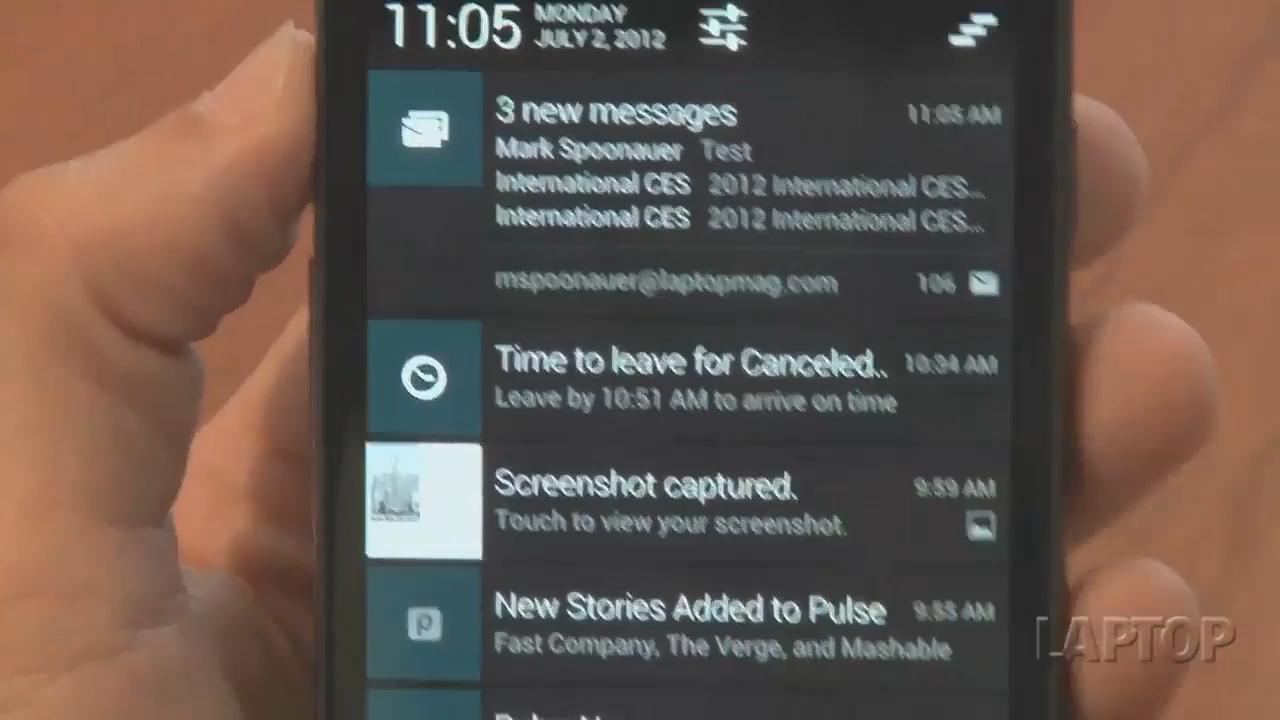 11:05
MONDAY
JULY 2, 2012
3 new messages 11:05 AM
Mark Spoonauer Test
International CES 2012 International CES...
International CES 2012 International CES...
mspoonauer@laptopmag.com 106
Time to leave for Canceled.. 10:34 AM
Leave by 10:51 AM to arrive on time
Screenshot captured. 9:59 AM
Touch to view your screenshot.
New Stories Added to Pulse 9:55 AM
Fast Company, The Verge, and Mashable
LAPTOP